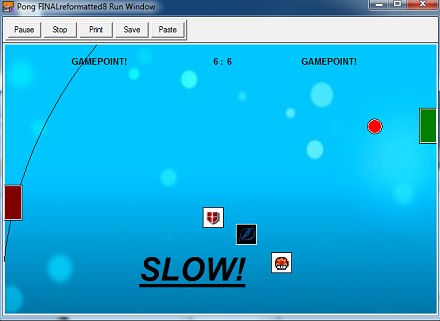 Pong FINALreformatted8 Run Window
Pause Stop Print Save Paste
GAMEPOINT! 6 : 6 GAMEPOINT!
SLOW!